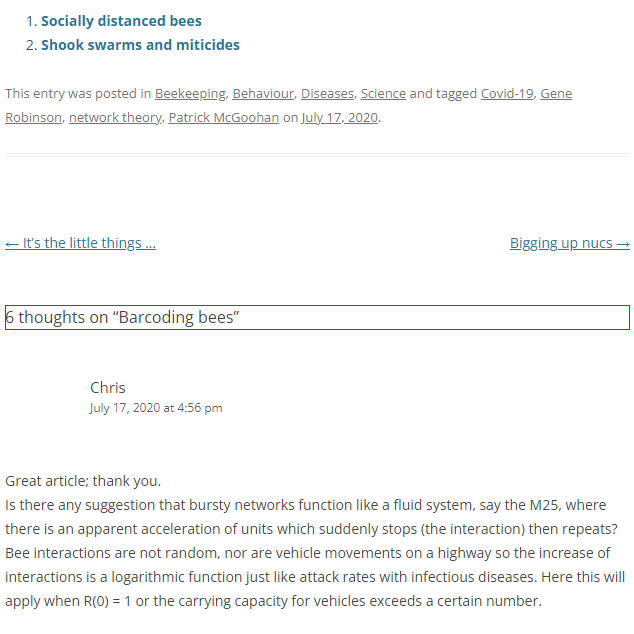 1. Socially distanced bees
2. Shook swarms and miticides
This entry was posted in Beekeeping, Behaviour, Diseases, Science and tagged Covid-19, Gene
Robinson, network theory, Patrick McGoohan on July 17, 2020.
← It's the little things ...
Bigging up nucs →
6 thoughts on “Barcoding bees”
Chris
July 17, 2020 at 4:56 pm
Great article; thank you.
Is there any suggestion that bursty networks function like a fluid system, say the M25, where
there is an apparent acceleration of units which suddenly stops (the interaction) then repeats?
Bee interactions are not random, nor are vehicle movements on a highway so the increase of
interactions is a logarithmic function just like attack rates with infectious diseases. Here this will
apply when R(0) = 1 or the carrying capacity for vehicles exceeds a certain number.